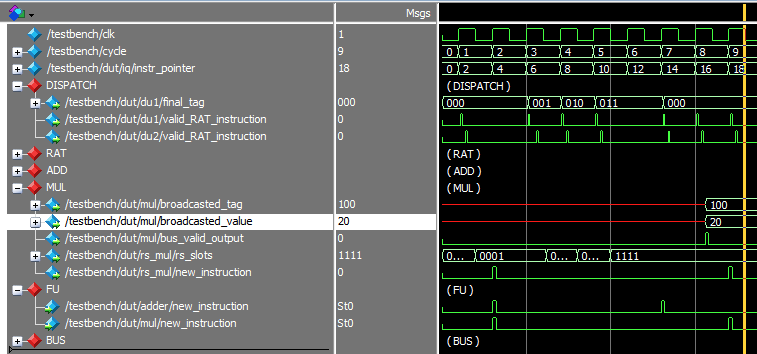 Msgs
/testbench/clk 1
/testbench/cycle 9 0 1 2 3 4 5 6 7 8 9
/testbench/dut/iq/instr_pointer 18 0 2 4 6 8 10 12 14 16 18
DISPATCH (DISPATCH)
/testbench/dut/du1/final_tag 000 000 001 010 011 000
/testbench/dut/du1/valid_RAT_instruction 0
/testbench/dut/du2/valid_RAT_instruction 0
RAT (RAT)
ADD (ADD)
MUL (MUL)
/testbench/dut/mul/broadcasted_tag 100 100
/testbench/dut/mul/broadcasted_value 20 20
/testbench/dut/mul/bus_valid_output 0
/testbench/dut/rs_mul/rs_slots 1111 0... 0001 0... 0... 1111
/testbench/dut/rs_mul/new_instruction 0
FU (FU)
/testbench/dut/adder/new_instruction St0
/testbench/dut/mul/new_instruction St0
BUS (BUS)